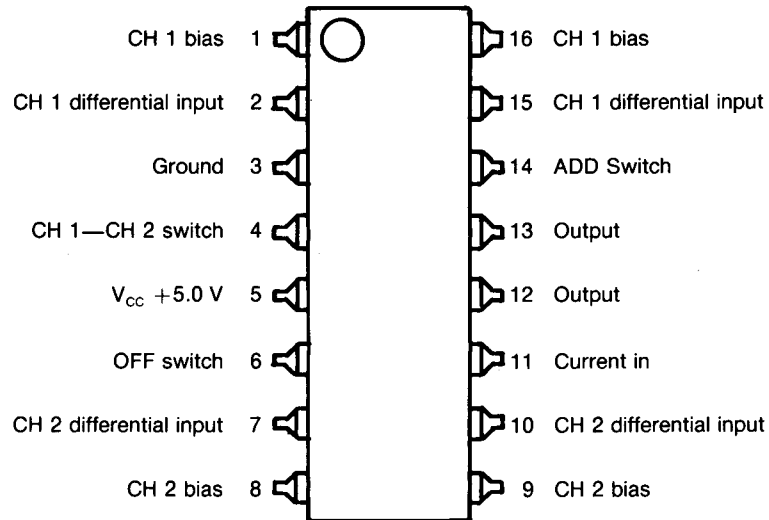 CH 1 bias 1 16 CH 1 bias
CH 1 differential input 2 15 CH 1 differential input
Ground 3 14 ADD Switch
CH 1—CH 2 switch 4 13 Output
V_CC +5.0 V 5 12 Output
OFF switch 6 11 Current in
CH 2 differential input 7 10 CH 2 differential input
CH 2 bias 8 9 CH 2 bias